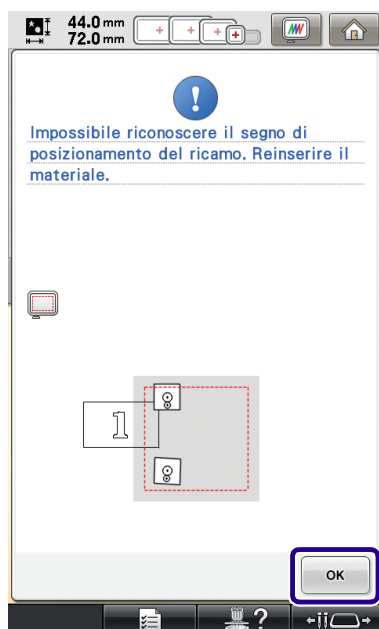 44.0 mm
72.0 mm
Impossibile riconoscere il segno di
posizionamento del ricamo. Reinserire il
materiale.
1
OK
?